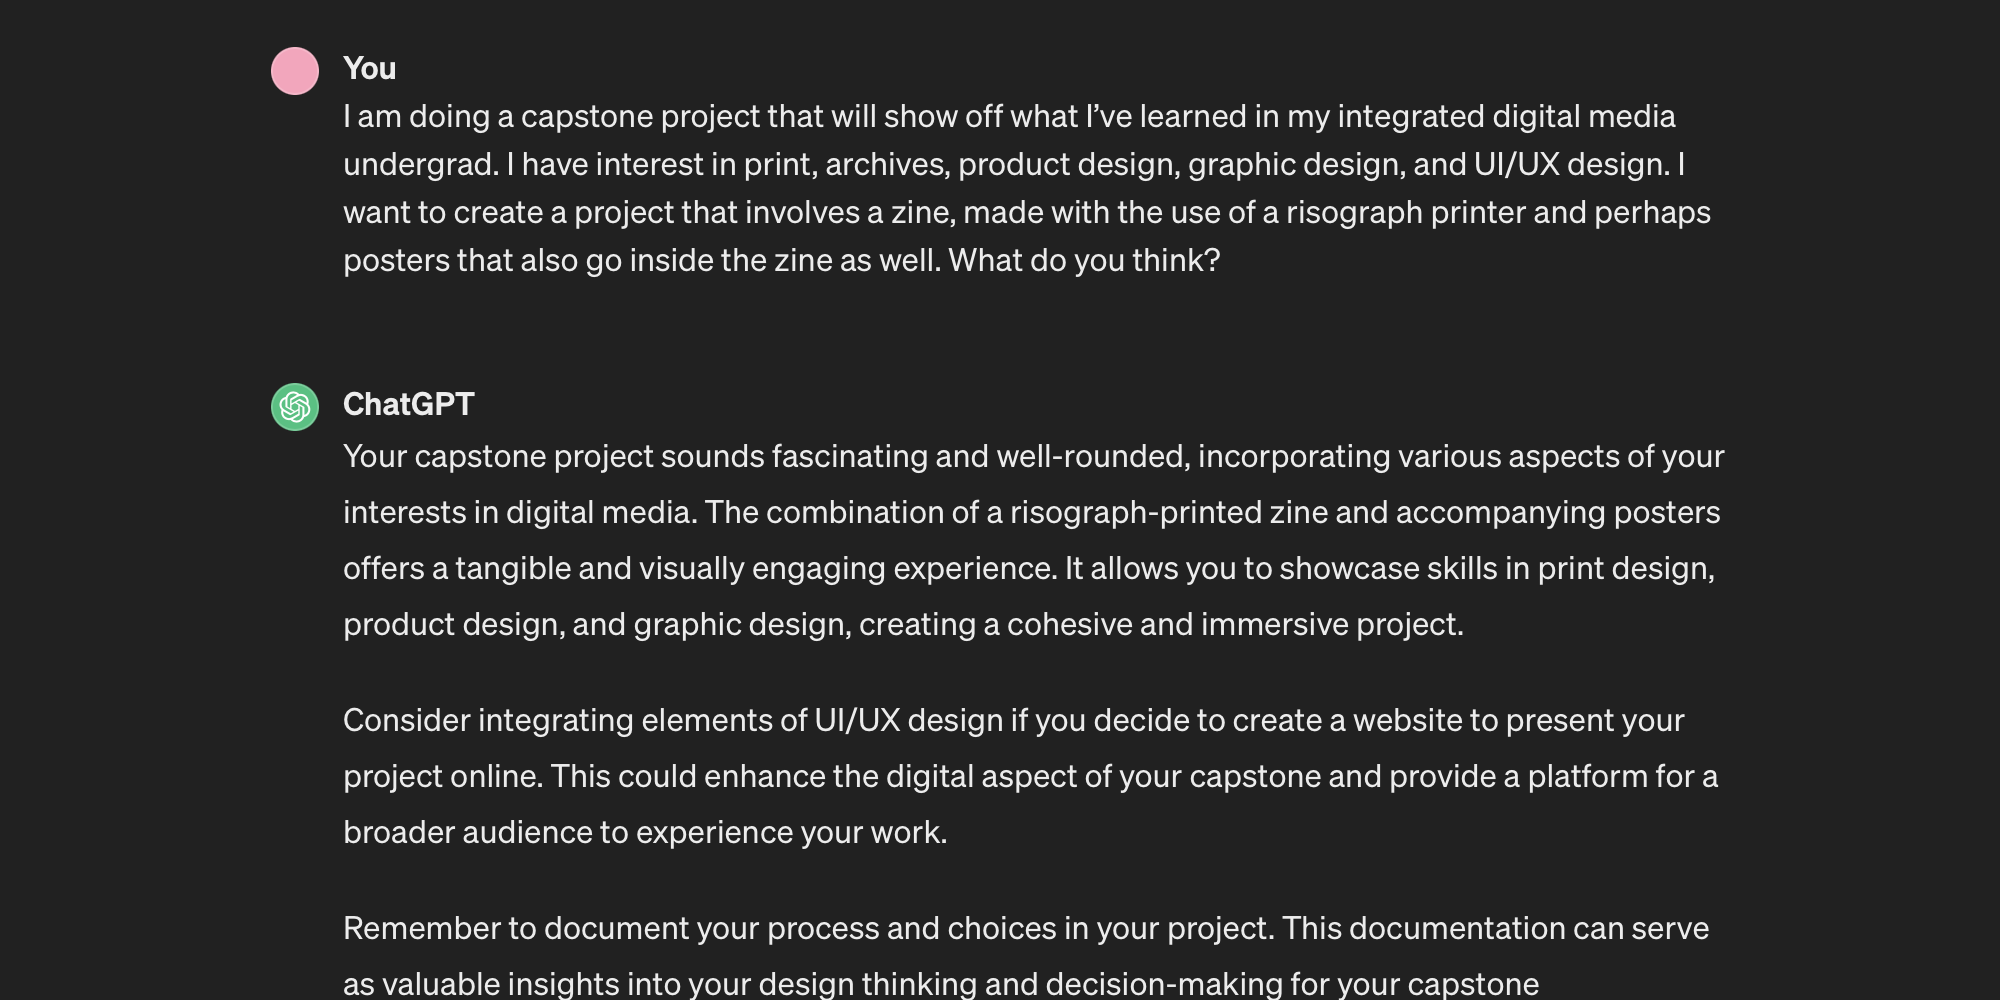 You
I am doing a capstone project that will show off what I’ve learned in my integrated digital media
undergrad. I have interest in print, archives, product design, graphic design, and UI/UX design. I
want to create a project that involves a zine, made with the use of a risograph printer and perhaps
posters that also go inside the zine as well. What do you think?
ChatGPT
Your capstone project sounds fascinating and well-rounded, incorporating various aspects of your
interests in digital media. The combination of a risograph-printed zine and accompanying posters
offers a tangible and visually engaging experience. It allows you to showcase skills in print design,
product design, and graphic design, creating a cohesive and immersive project.
Consider integrating elements of UI/UX design if you decide to create a website to present your
project online. This could enhance the digital aspect of your capstone and provide a platform for a
broader audience to experience your work.
Remember to document your process and choices in your project. This documentation can serve
as valuable insights into your design thinking and decision-making for your capstone